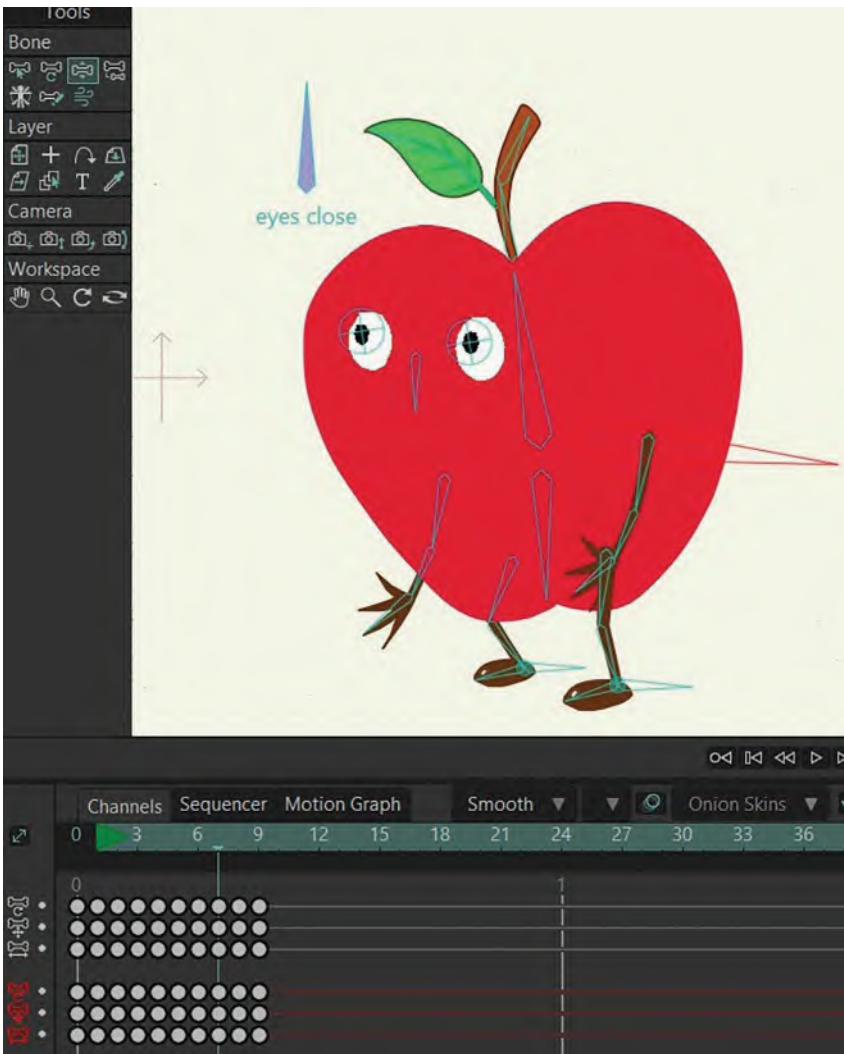 Tools
Bone
Layer
T
Camera
Workspace
eyes close
Channels Sequencer Motion Graph Smooth Onion Skins
0 3 6 9 12 15 18 21 24 27 30 33 36
0 1